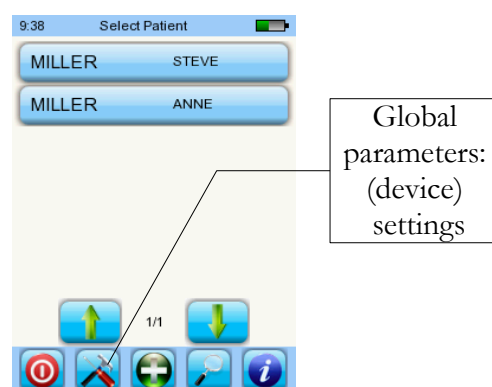 9:38 Select Patient
MILLER STEVE
MILLER ANNE
Global
parameters:
(device)
settings
1/1
i